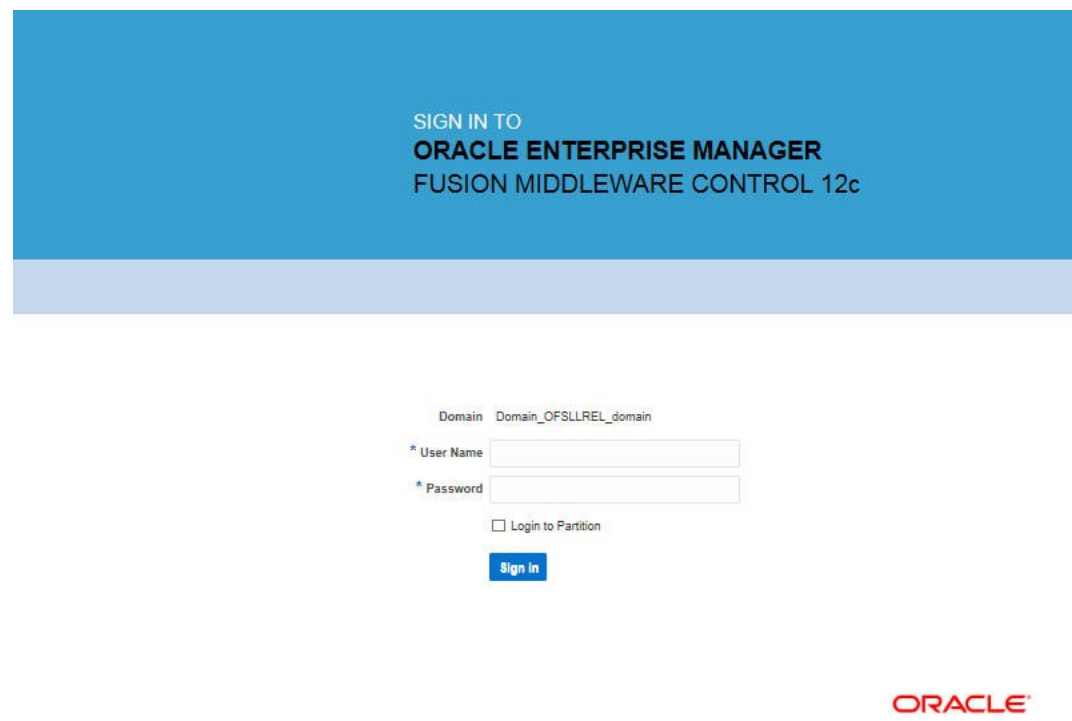 SIGN IN TO
ORACLE ENTERPRISE MANAGER
FUSION MIDDLEWARE CONTROL 12c
Domain Domain_OFSLLREL_domain
* User Name
* Password
Login to Partition
Sign in
ORACLE